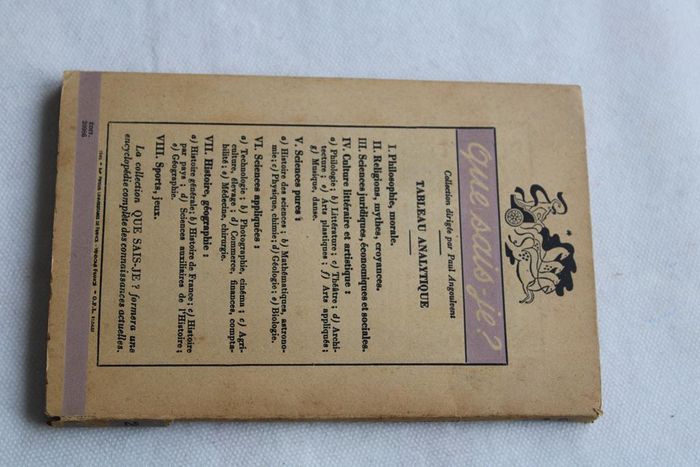 Que sais-je?
Collection dirigée par Paul Angoulvent
TABLEAU ANALYTIQUE
I. Philosophie, morale.
II. Religions, mythes, croyances.
III. Sciences juridiques, économiques et sociales.
IV. Culture littéraire et artistique :
a) Philologie ; b) Littérature ; c) Théâtre ; d) Archi-
tecture ; e) Arts plastiques ; f) Arts appliqués ;
g) Musique, danse.
V. Sciences pures :
a) Histoire des sciences ; b) Mathématiques, astrono-
mie ; c) Physique, chimie ; d) Géologie ; e) Biologie.
VI. Sciences appliquées :
a) Technologie ; b) Photographie, cinéma ; c) Agri-
culture, élevage ; d) Commerce, finances, compta-
bilité ; e) Médecine, chirurgie.
VII. Histoire, géographie :
a) Histoire générale; b) Histoire de France ; c) Histoire
par pays ; d) Sciences auxiliaires de l'Histoire ;
e) Géographie.
VIII. Sports, jeux.
La collection QUE SAIS-JE ? formera une
encyclopédie complète des connaissances actuelles.
ÉDIT.
2